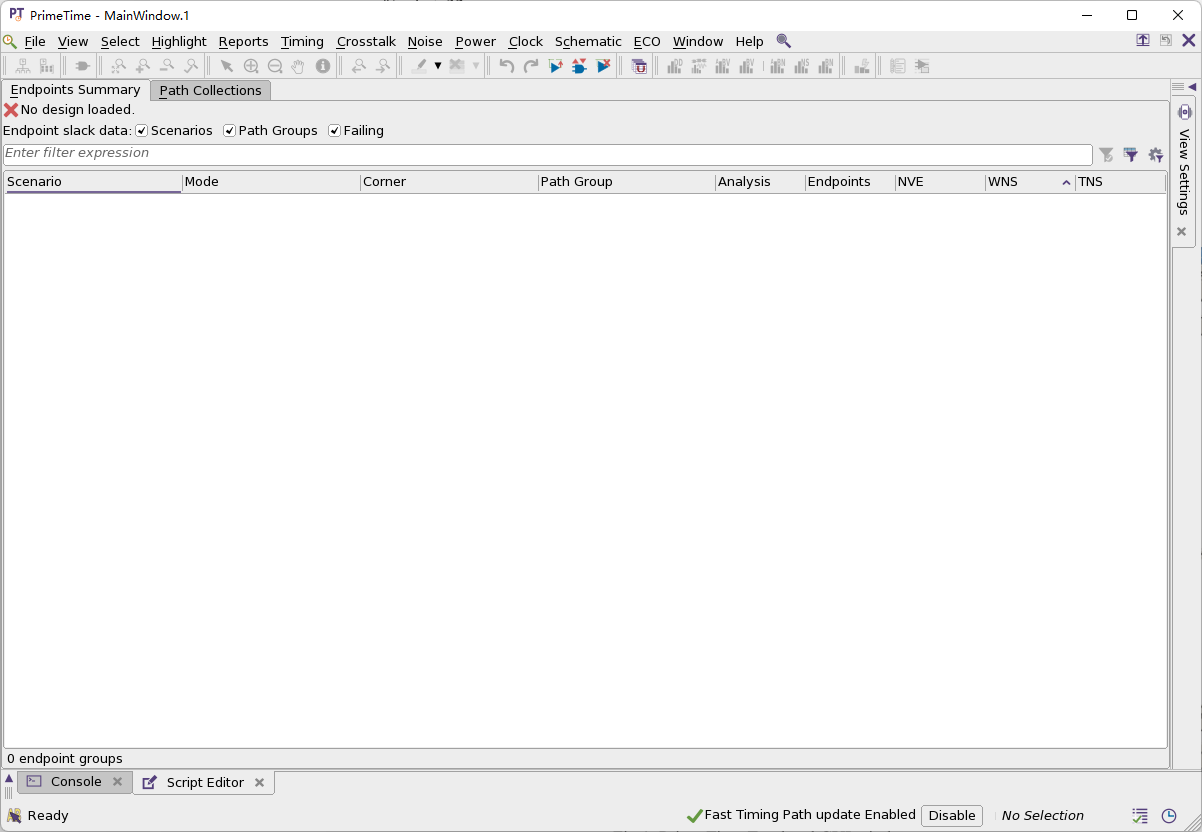 PT PrimeTime - MainWindow.1
File View Select Highlight Reports Timing Crosstalk Noise Power Clock Schematic ECO Window Help
Endpoints Summary Path Collections
No design loaded.
Endpoint slack data: Scenarios Path Groups Failing
Enter filter expression
Scenario Mode Corner Path Group Analysis Endpoints NVE WNS TNS
View Settings
0 endpoint groups
Console Script Editor
Ready Fast Timing Path update Enabled Disable No Selection